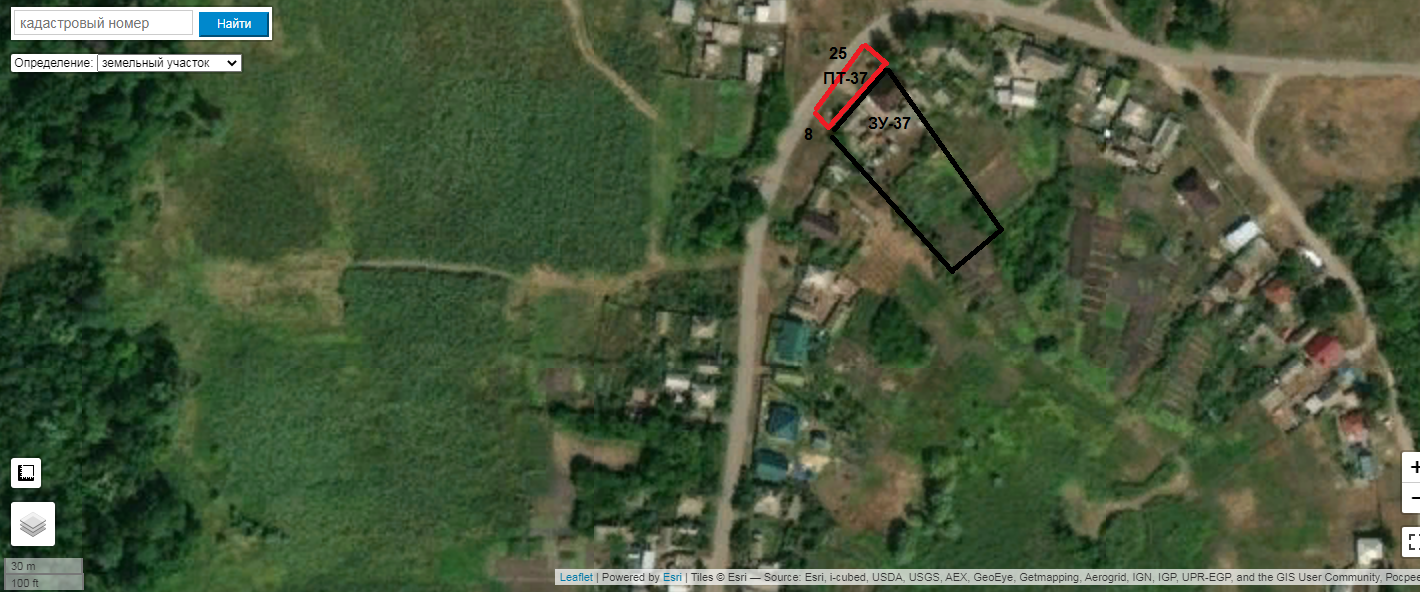 кадастровый номер
Найти
Определение: земельный участок
25
ПТ-37
ЗУ-37
8
+
−
30 m
100 ft
Leaflet | Powered by Esri | Tiles © Esri — Source: Esri, i-cubed, USDA, USGS, AEX, GeoEye, Getmapping, Aerogrid, IGN, IGP, UPR-EGP, and the GIS User Community, Росрее